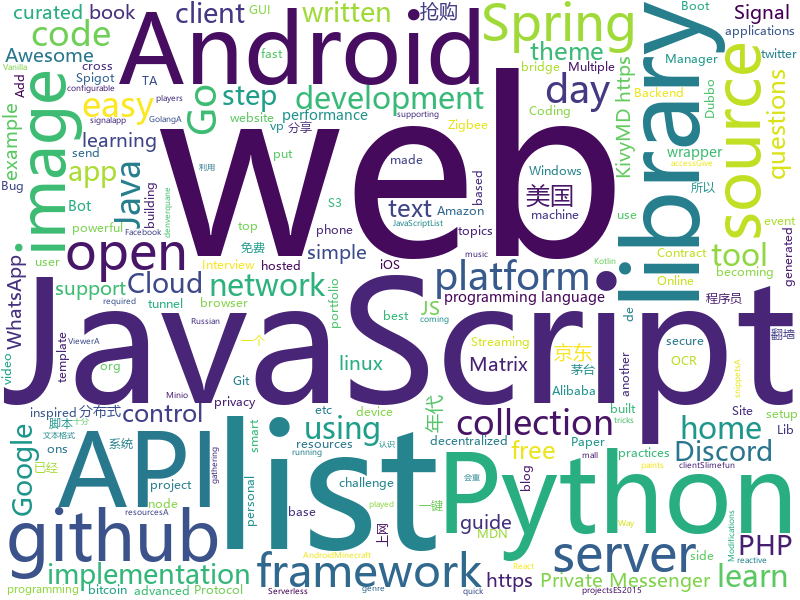 curated book
client
written
抢购
Signal
GUI
Boot
applications
Awesome
code
cross
Add
Spigot
TA
Android
Spring
Manager
twitter
Vanilla
configurable
fast
Bug
players
image
easy
Go
step
development
theme
bridge
Multiple
day
Coding
Backend
Dubbo
source
questions
signalapp
GolangA
example
learning
website
put
performance
分享
vp
Zigbee
KivyMD https
library
accessGive
app
Java
building
web
wrapper
made
based
Windows
美国
machine
所以
利用
send
Bot
powerful
text
S3
Amazon
JavaScriptList
topics
Kotlin
event
user
denverquane
Facebook
top
phone
免费
simple
iOS
music
use
Contract
tool
Online
becoming
generated
WhatsApp
open
Interview
hosted
Cloud
network
platform
support
tunnel
browser
portfolio
programming language
程序员
required
Russian
JavaScript
翻墙
video
template
ViewerA
best
JS
coming
de
secure
OCR
一个
linux
Matrix
Streaming
京东
茅台
another
org
Git
privacy
Minio
snippetsA
inspired
分布式
control
etc
device
年代
Alibaba
built
setup
tricks
Site
脚本
十分
API
list
using
collection
decentralized
Paper
practices
Lib
ons
系统
文本格式
Google
resources
smart
home
已经
project
gathering
free
Discord
mall
clientSlimefun
challenge
Python
node
resourcesA
personal
running
认识
blog
一键
played
上网
MDN
会重
guide
base
PHP
paints
Way
side
github
framework
server
Modifications
reactive
AndroidMinecraft
React
implementation
https
Private Messenger
learn
programming
bitcoin
advanced
Protocol
Serverless
quick
genre
supporting
projectsES2015